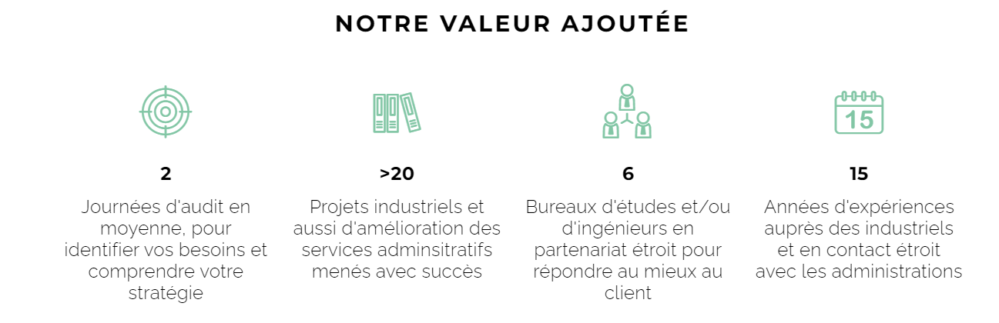 NOTRE VALEUR AJOUTÉE
15
2
Journées d'audit en
moyenne, pour
identifier vos besoins et
comprendre votre
stratégie
>20
Projets industriels et
aussi d'amélioration des
services adminsitratifs
menés avec succès
6
Bureaux d'études et/ou
d'ingénieurs en
partenariat étroit pour
répondre au mieux au
client
15
Années d'expériences
auprès des industriels
et en contact étroit
avec les administrations